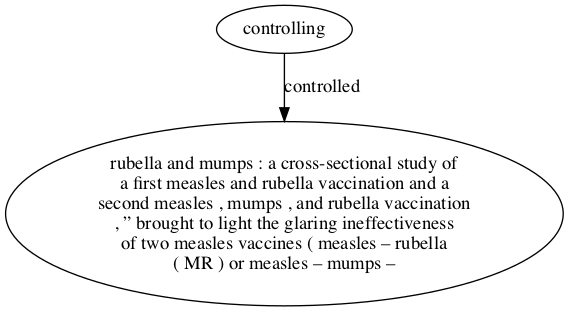 controlling
controlled
rubella and mumps : a cross-sectional study of
a first measles and rubella vaccination and a
second measles , mumps , and rubella vaccination
, ” brought to light the glaring ineffectiveness
of two measles vaccines ( measles – rubella
( MR ) or measles – mumps –